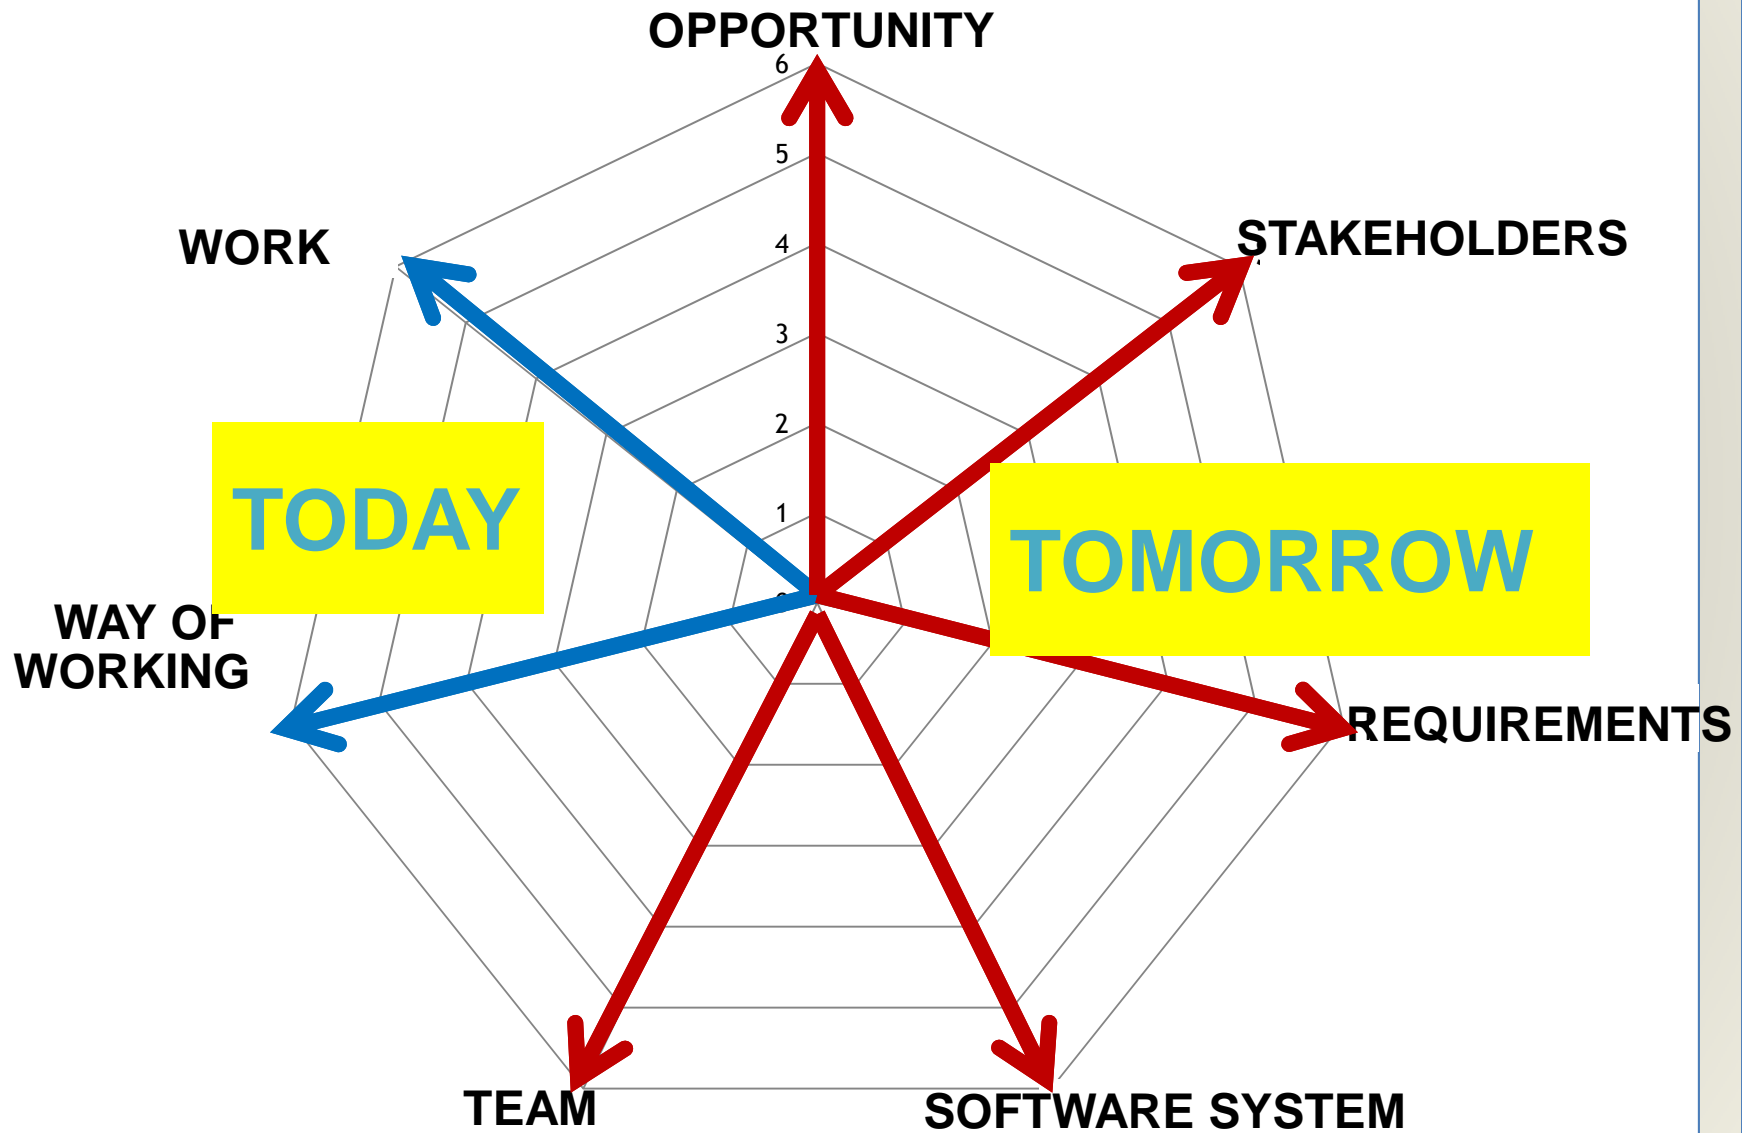 OPPORTUNITY
6
5
4
3
2
1
WORK
STAKEHOLDERS
TODAY
TOMORROW
WAY OF
WORKING
REQUIREMENTS
TEAM
SOFTWARE SYSTEM